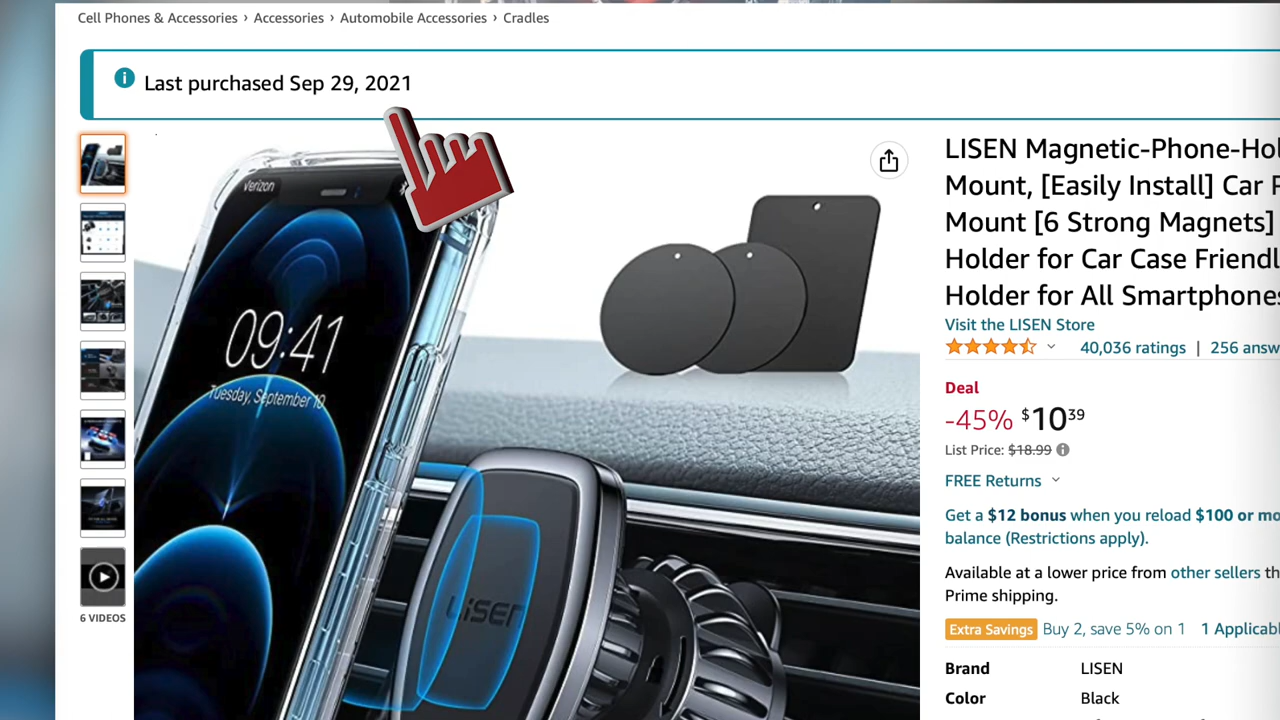 Cell Phones & Accessories › Accessories › Automobile Accessories › Cradles
Last purchased Sep 29, 2021
verizon
09:41
Tuesday, September 10
LISEN
6 VIDEOS
LISEN Magnetic-Phone-Hol
Mount, [Easily Install] Car P
Mount [6 Strong Magnets]
Holder for Car Case Friendl
Holder for All Smartphones
Visit the LISEN Store
40,036 ratings | 256 answ
Deal
-45% $10 39
List Price: $18.99
FREE Returns
Get a $12 bonus when you reload $100 or mo
balance (Restrictions apply).
Available at a lower price from other sellers th
Prime shipping.
Extra Savings Buy 2, save 5% on 1 1 Applicabl
Brand LISEN
Color Black